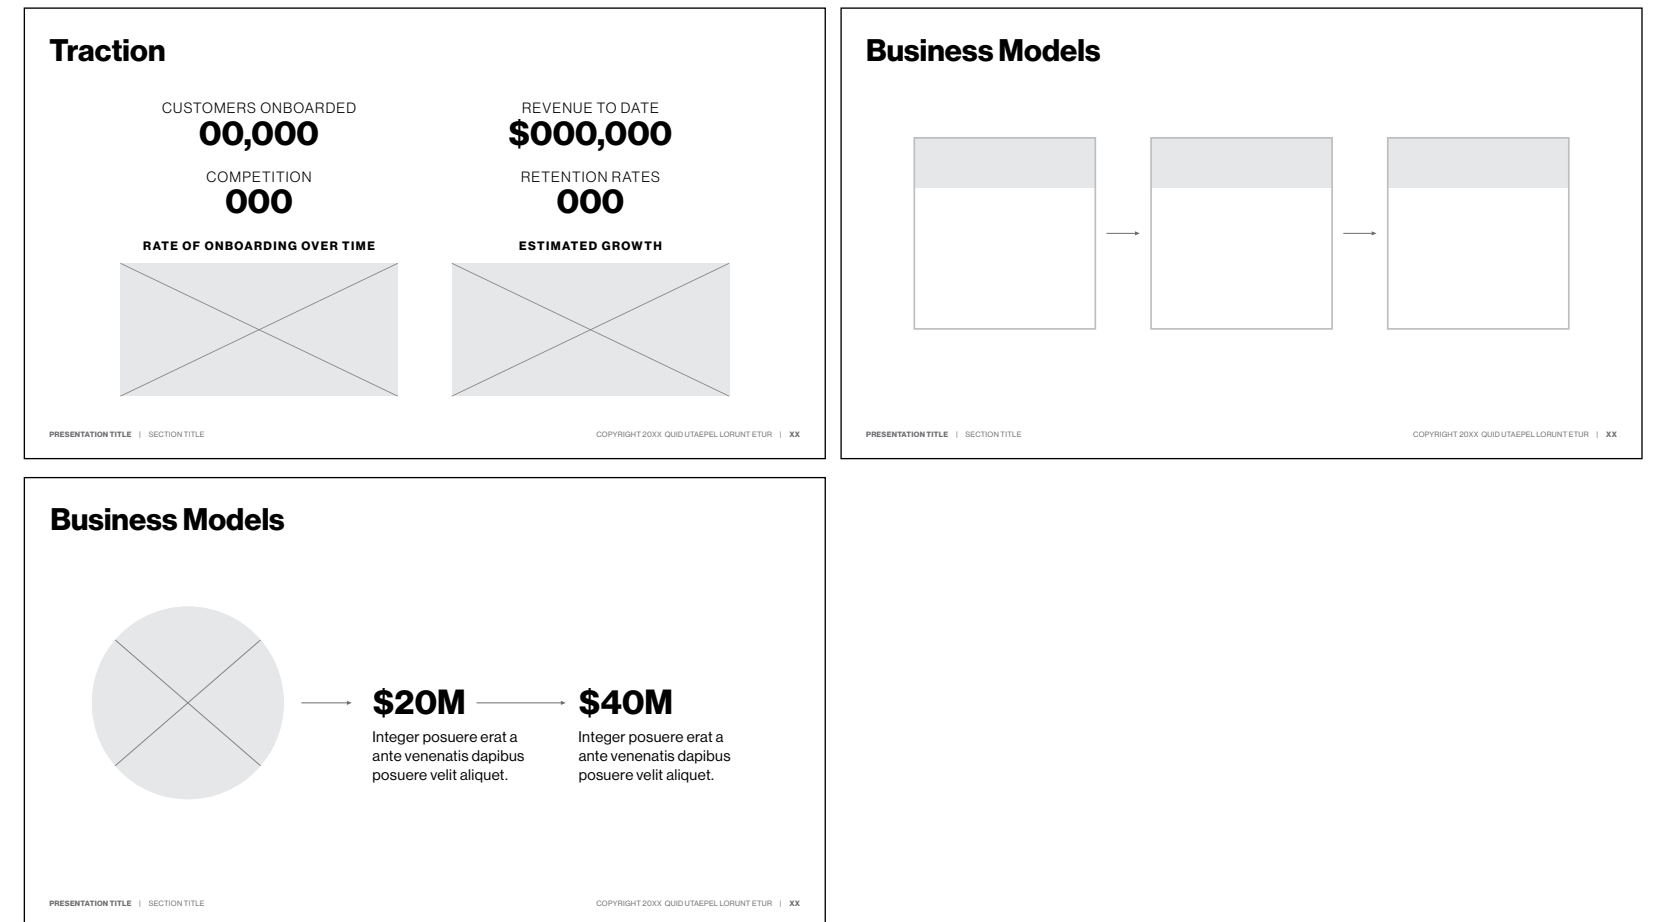 Traction
CUSTOMERS ONBOARDED
00,000
REVENUE TO DATE
$000,000
COMPETITION
000
RETENTION RATES
000
RATE OF ONBOARDING OVER TIME
ESTIMATED GROWTH
PRESENTATION TITLE | SECTION TITLE
COPYRIGHT 20XX QUID UTAEPEL LORUNT ETUR | XX
Business Models
PRESENTATION TITLE | SECTION TITLE
COPYRIGHT 20XX QUID UTAEPEL LORUNT ETUR | XX
Business Models
$20M
Integer posuere erat a
ante venenatis dapibus
posuere velit aliquet.
$40M
Integer posuere erat a
ante venenatis dapibus
posuere velit aliquet.
PRESENTATION TITLE | SECTION TITLE
COPYRIGHT 20XX QUID UTAEPEL LORUNT ETUR | XX